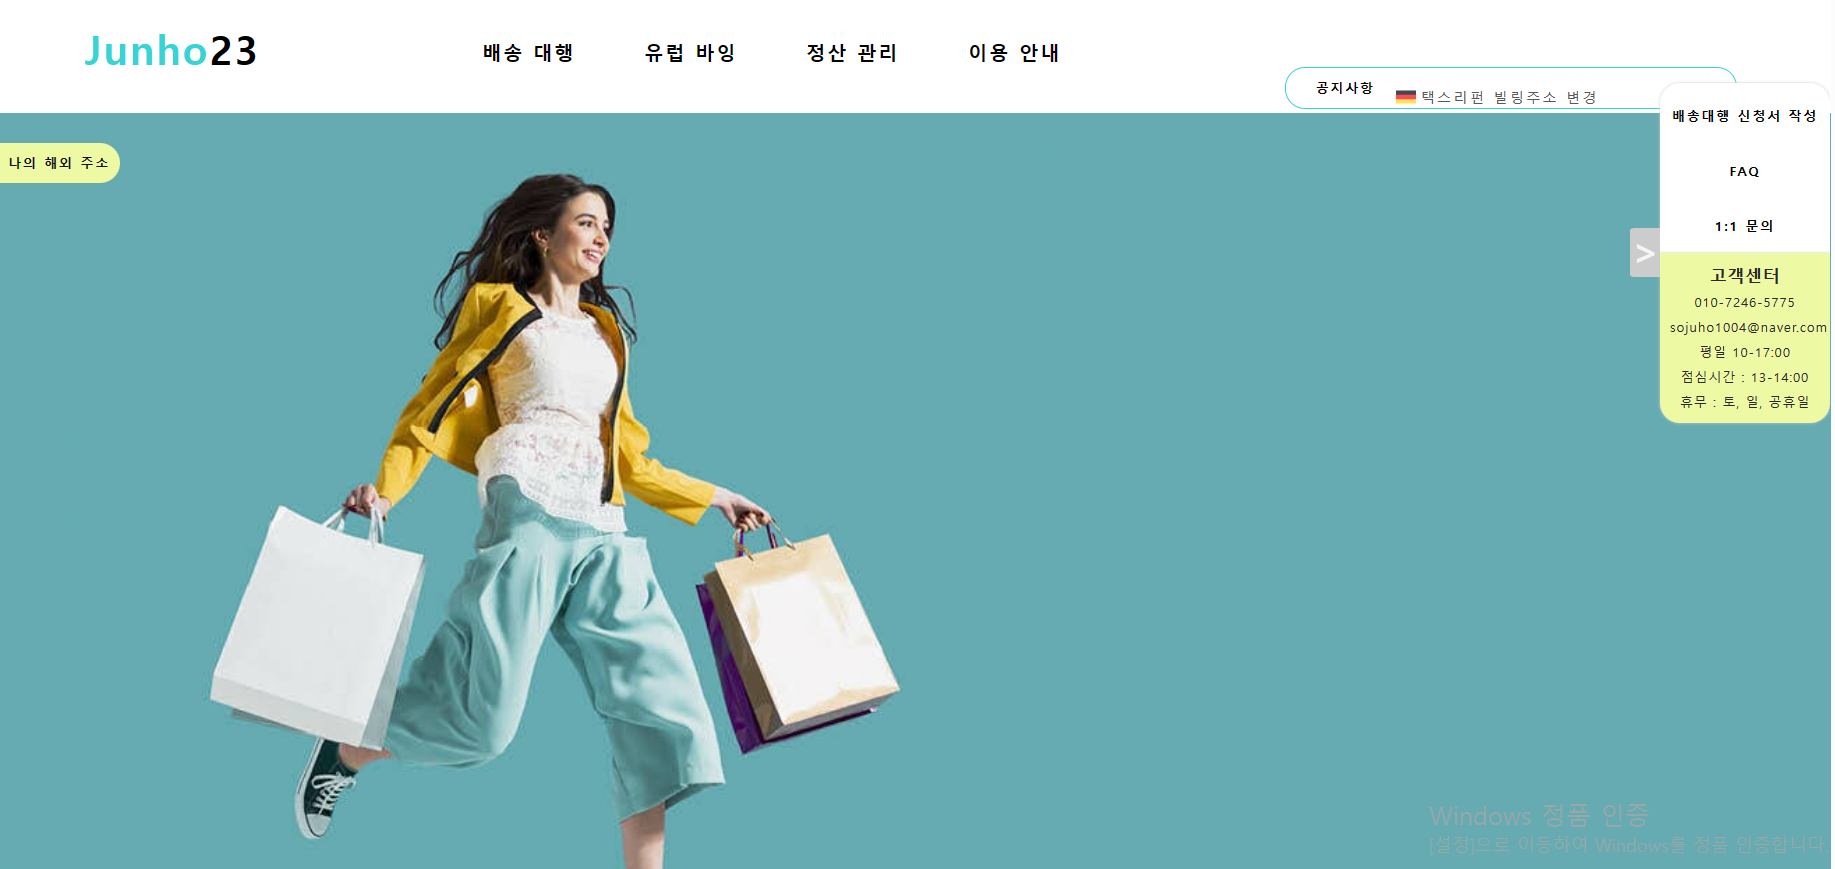 Junho23
배송 대행
유럽 바잉
정산 관리
이용 안내
공지사항
택스리펀 빌링주소 변경
나의 해외 주소
배송대행 신청서 작성
FAQ
1:1 문의
>
고객센터
010-7246-5775
sojuho1004@naver.com
평일 10-17:00
점심시간 : 13-14:00
휴무 : 토, 일, 공휴일
Windows 정품 인증
[설정]으로 이동하여 Windows를 정품 인증합니다.